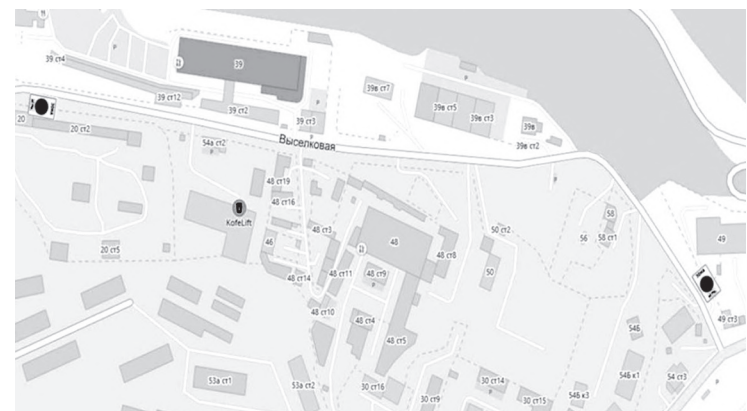 39
39 ст4
39 ст12
39 ст2
39 ст3
P
39в ст7
P
39в ст5
39в ст3
39в
39в ст2
20
20 ст2
54а ст2
P
Выселковая
48 ст19
48 ст16
KofeLift
20 ст5
46
48 ст3
48
48 ст14
48 ст11
48 ст9
P
48 ст8
48 ст10
48 ст4
48 ст5
50 ст2
50
P
58
56
58 ст1
49
49 ст3
54Б
54Б к1
54 ст3
54Б к3
53а ст1
53а ст2
30 ст16
30 ст9
30 ст14
30 ст15
P